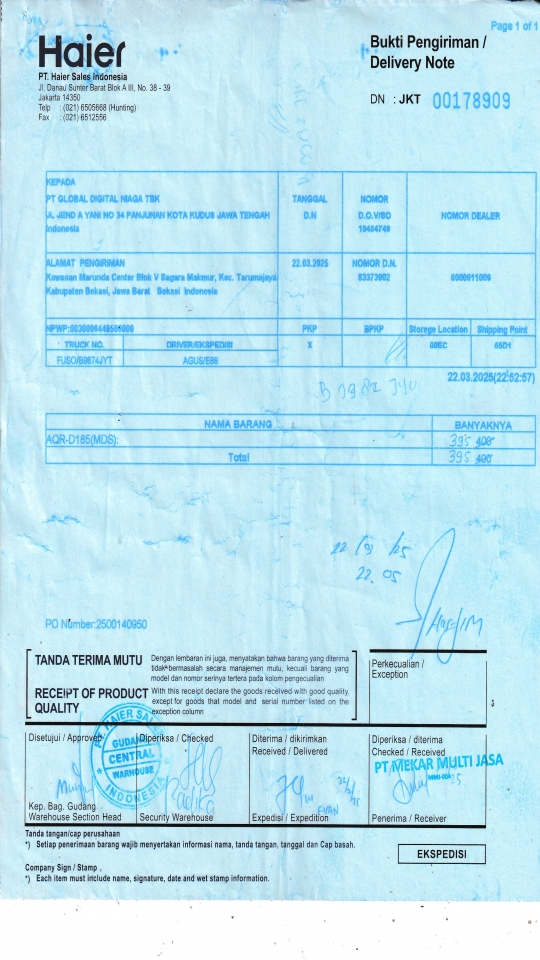 Page 1 of 1
Haier
PT. Haier Sales Indonesia
Jl. Danau Sunter Barat Blok A III, No. 38 - 39
Jakarta 14350
Telp : (021) 6505668 (Hunting)
Fax : (021) 6512556
Bukti Pengiriman /
Delivery Note
DN : JKT 00178909
KEPADA
PT GLOBAL DIGITAL NIAGA TBK
JL JEND A YANI NO 34 PANJUNAN KOTA KUDUS JAWA TENGAH
Indonesia
TANGGAL
D.N
NOMOR
D.O.V/SO
10404749
NOMOR DEALER
ALAMAT PENGIRIMAN
Kawasan Marunda Center Blok V Sagara Makmur, Kec. Tarumajaya
Kabupaten Bekasi, Jawa Barat Bekasi Indonesia
22.03.2025
NOMOR D.N.
83373902
0000611009
PKP
BPKP
Storege Location
Shipping Point
TRUCK NO.
DRIVER/EKSPEDISI
X
00EC
65D1
FUSO/B9874JYT
AGUS/E66
22.03.2025(22:52:57)
NAMA BARANG
BANYAKNYA
AQR-D185(MDS):
395 400
Total
395 400
22/03/25
22.05
PO Number:2500140950
TANDA TERIMA MUTU
Dengan lembaran ini juga, menyatakan bahwa barang yang diterima
tidak bermasalah secara manajemen mutu, kecuali barang yang
model dan nomor serinya tertera pada kolom pengecualian
RECEIPT OF PRODUCT
QUALITY
With this receipt declare the goods received with good quality,
except for goods that model and serial number listed on the
exception column
Perkecualian /
Exception
Disetujui / Approved
Diperiksa / Checked
Diterima / dikirimkan
Received / Delivered
Diperiksa / diterima
Checked / Received
PT. HAIER SALES
GUDANG
CENTRAL
WAREHOUSE
INDONESIA
PT MEKAR MULTI JASA
Kep. Bag. Gudang
Warehouse Section Head
Security Warehouse
Expedisi / Expedition
Penerima / Receiver
Tanda tangan/cap perusahaan
*) Setiap penerimaan barang wajib menyertakan informasi nama, tanda tangan, tanggal dan Cap basah.
EKSPEDISI
Company Sign / Stamp
*) Each item must include name, signature, date and wet stamp information.